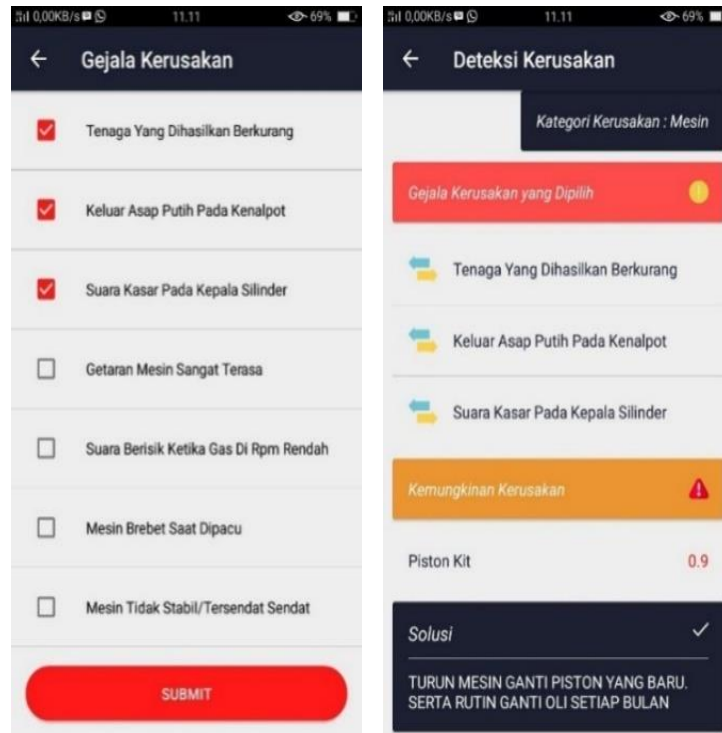 0,00KB/s
11.11
69%
Gejala Kerusakan
Tenaga Yang Dihasilkan Berkurang
Keluar Asap Putih Pada Kenalpot
Suara Kasar Pada Kepala Silinder
Getaran Mesin Sangat Terasa
Suara Berisik Ketika Gas Di Rpm Rendah
Mesin Brebet Saat Dipacu
Mesin Tidak Stabil/Tersendat Sendat
SUBMIT
0,00KB/s
11.11
69%
Deteksi Kerusakan
Kategori Kerusakan : Mesin
Gejala Kerusakan yang Dipilih
Tenaga Yang Dihasilkan Berkurang
Keluar Asap Putih Pada Kenalpot
Suara Kasar Pada Kepala Silinder
Kemungkinan Kerusakan
Piston Kit
0.9
Solusi
TURUN MESIN GANTI PISTON YANG BARU.
SERTA RUTIN GANTI OLI SETIAP BULAN